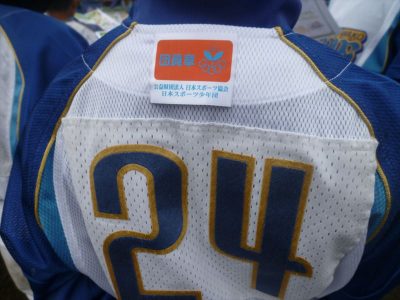 団員章
公益財団法人 日本スポーツ協会
日本スポーツ少年団
24